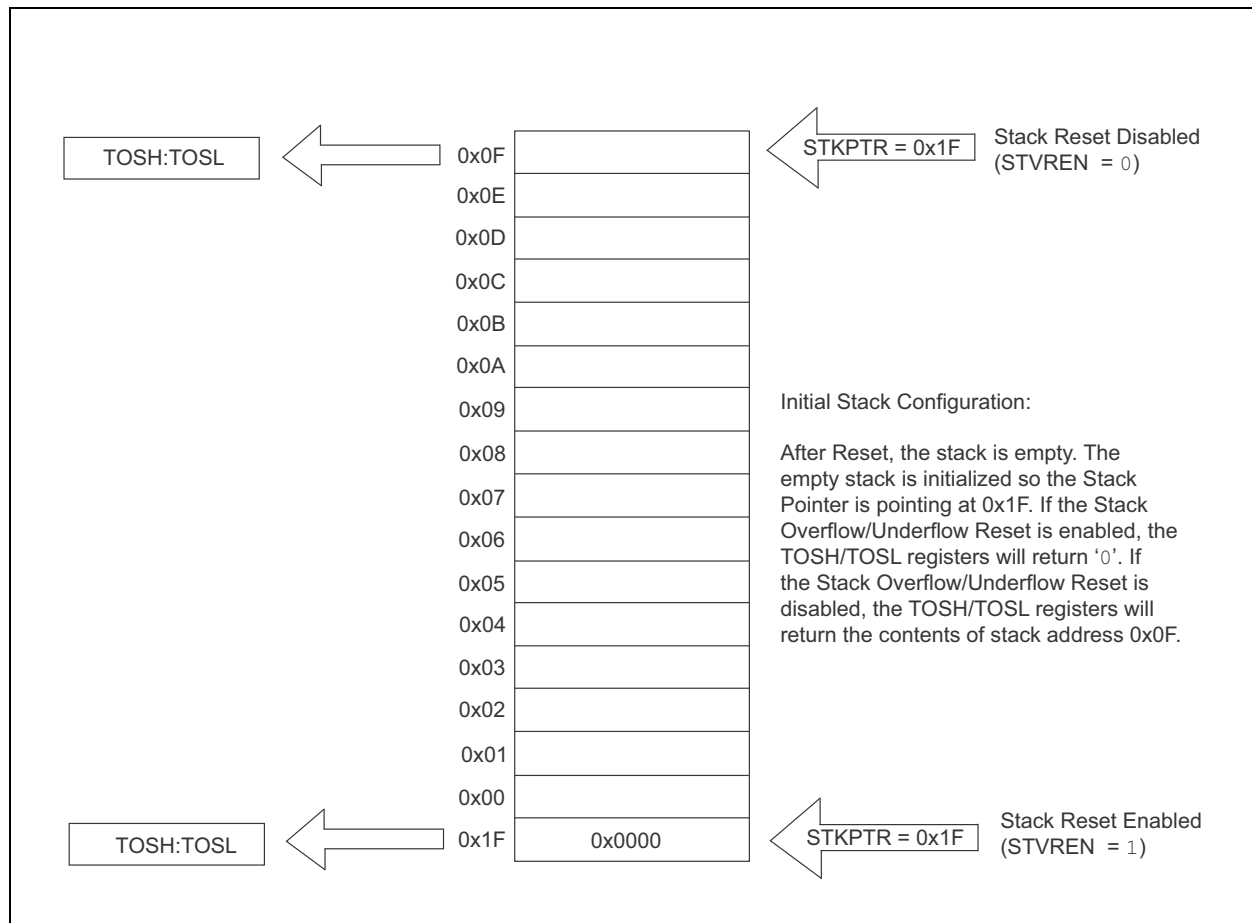 TOSH:TOSL
0x0F
STKPTR = 0x1F
Stack Reset Disabled
(STVREN = 0)
0x0E
0x0D
0x0C
0x0B
0x0A
0x09
0x08
0x07
0x06
0x05
0x04
0x03
0x02
0x01
0x00
Initial Stack Configuration:
After Reset, the stack is empty. The
empty stack is initialized so the Stack
Pointer is pointing at 0x1F. If the Stack
Overflow/Underflow Reset is enabled, the
TOSH/TOSL registers will return ‘0’. If
the Stack Overflow/Underflow Reset is
disabled, the TOSH/TOSL registers will
return the contents of stack address 0x0F.
TOSH:TOSL
0x1F
0x0000
STKPTR = 0x1F
Stack Reset Enabled
(STVREN = 1)